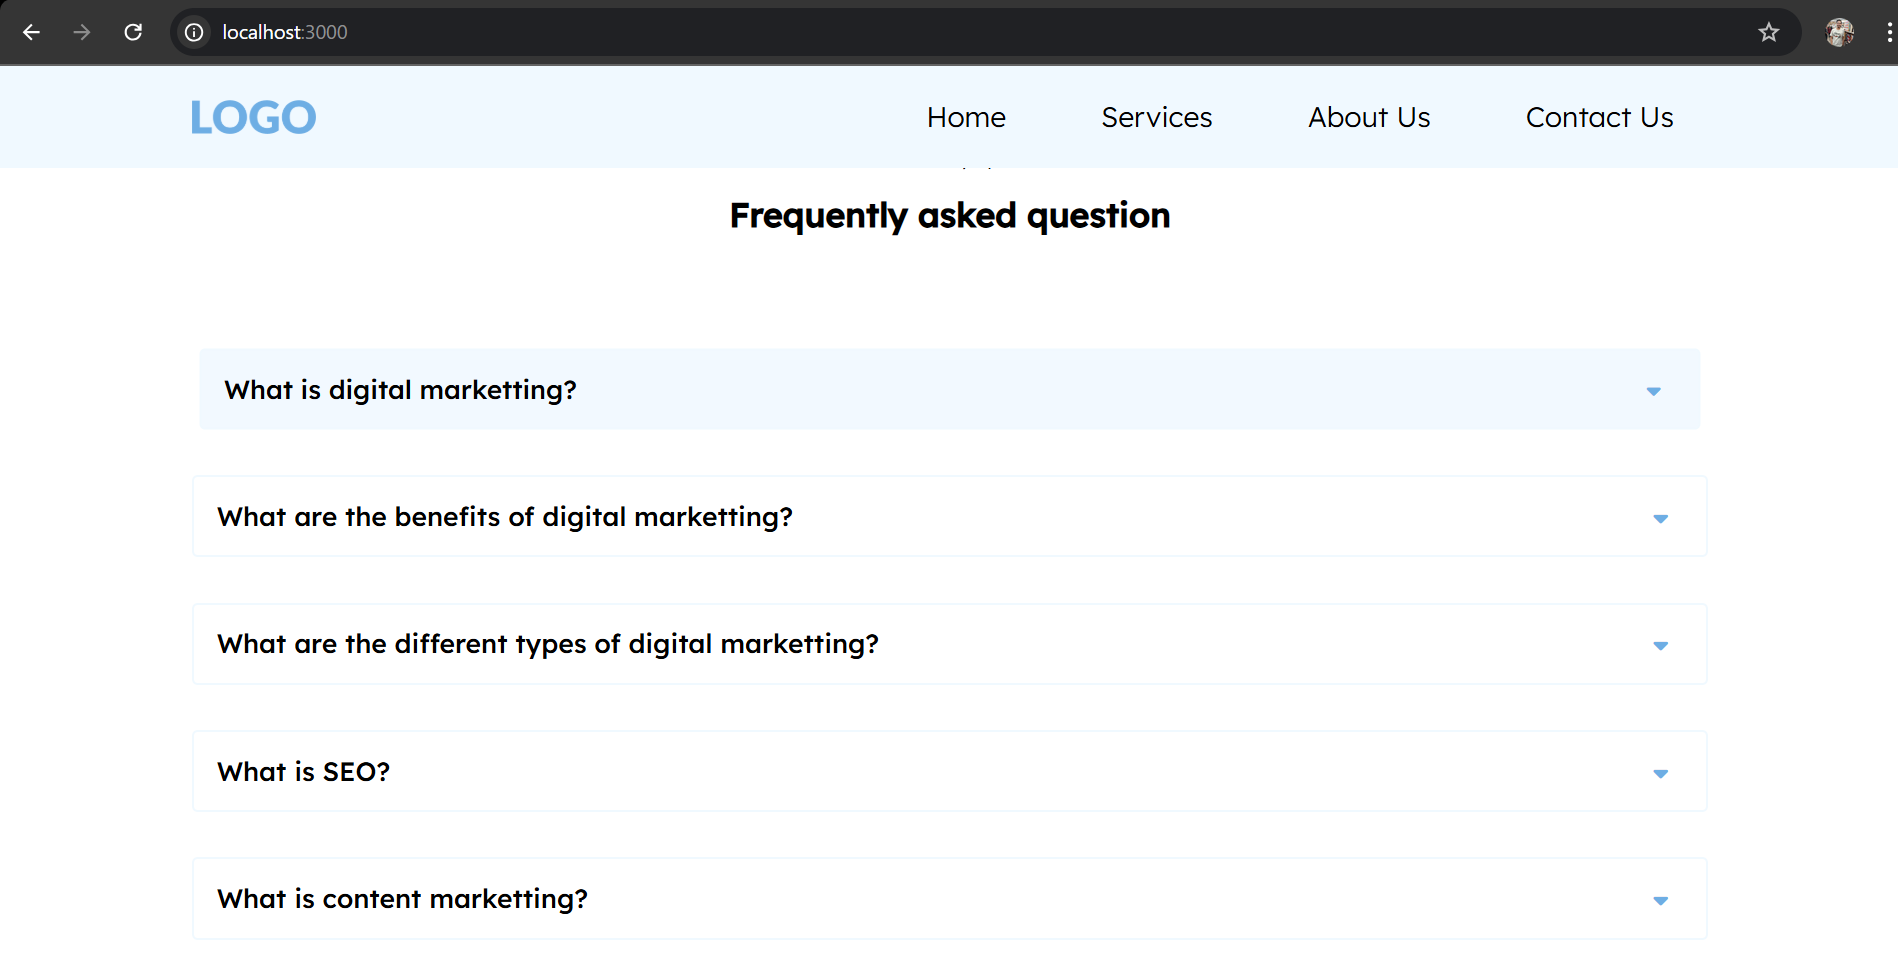 localhost:3000
LOGO Home Services About Us Contact Us
Frequently asked question
What is digital marketting?
What are the benefits of digital marketting?
What are the different types of digital marketting?
What is SEO?
What is content marketting?